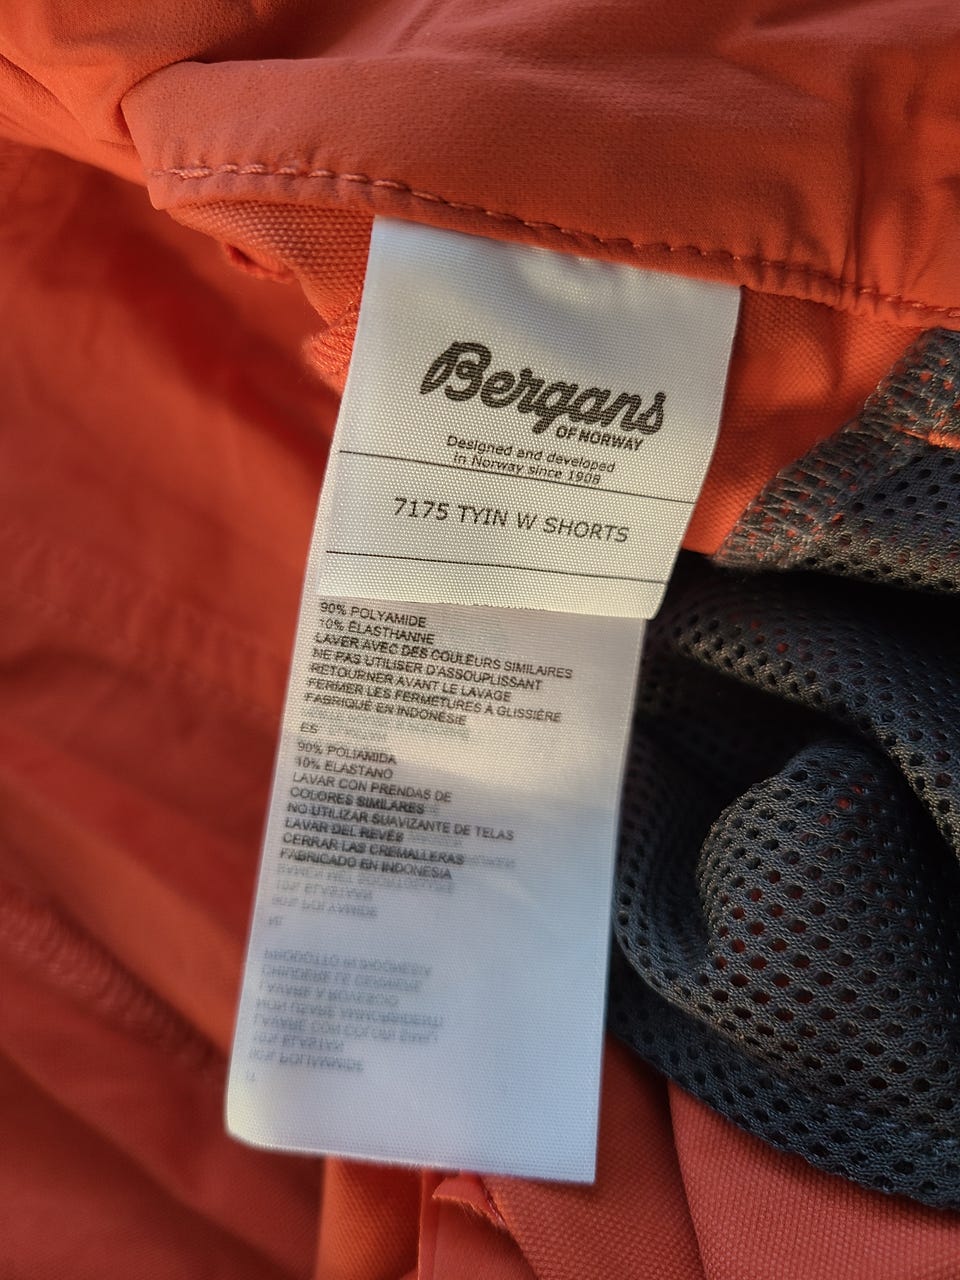 Bergans
OF NORWAY
Designed and developed
in Norway since 1908
7175 TYIN W SHORTS
90% POLYAMIDE
10% ÉLASTHANNE
LAVER AVEC DES COULEURS SIMILAIRES
NE PAS UTILISER D'ASSOUPLISSANT
RETOURNER AVANT LE LAVAGE
FERMER LES FERMETURES À GLISSIÈRE
FABRIQUÉ EN INDONÉSIE
ES
90% POLIAMIDA
10% ELASTANO
LAVAR CON PRENDAS DE
COLORES SIMILARES
NO UTILIZAR SUAVIZANTE DE TELAS
LAVAR DEL REVÉS
CERRAR LAS CREMALLERAS
FABRICADO EN INDONESIA